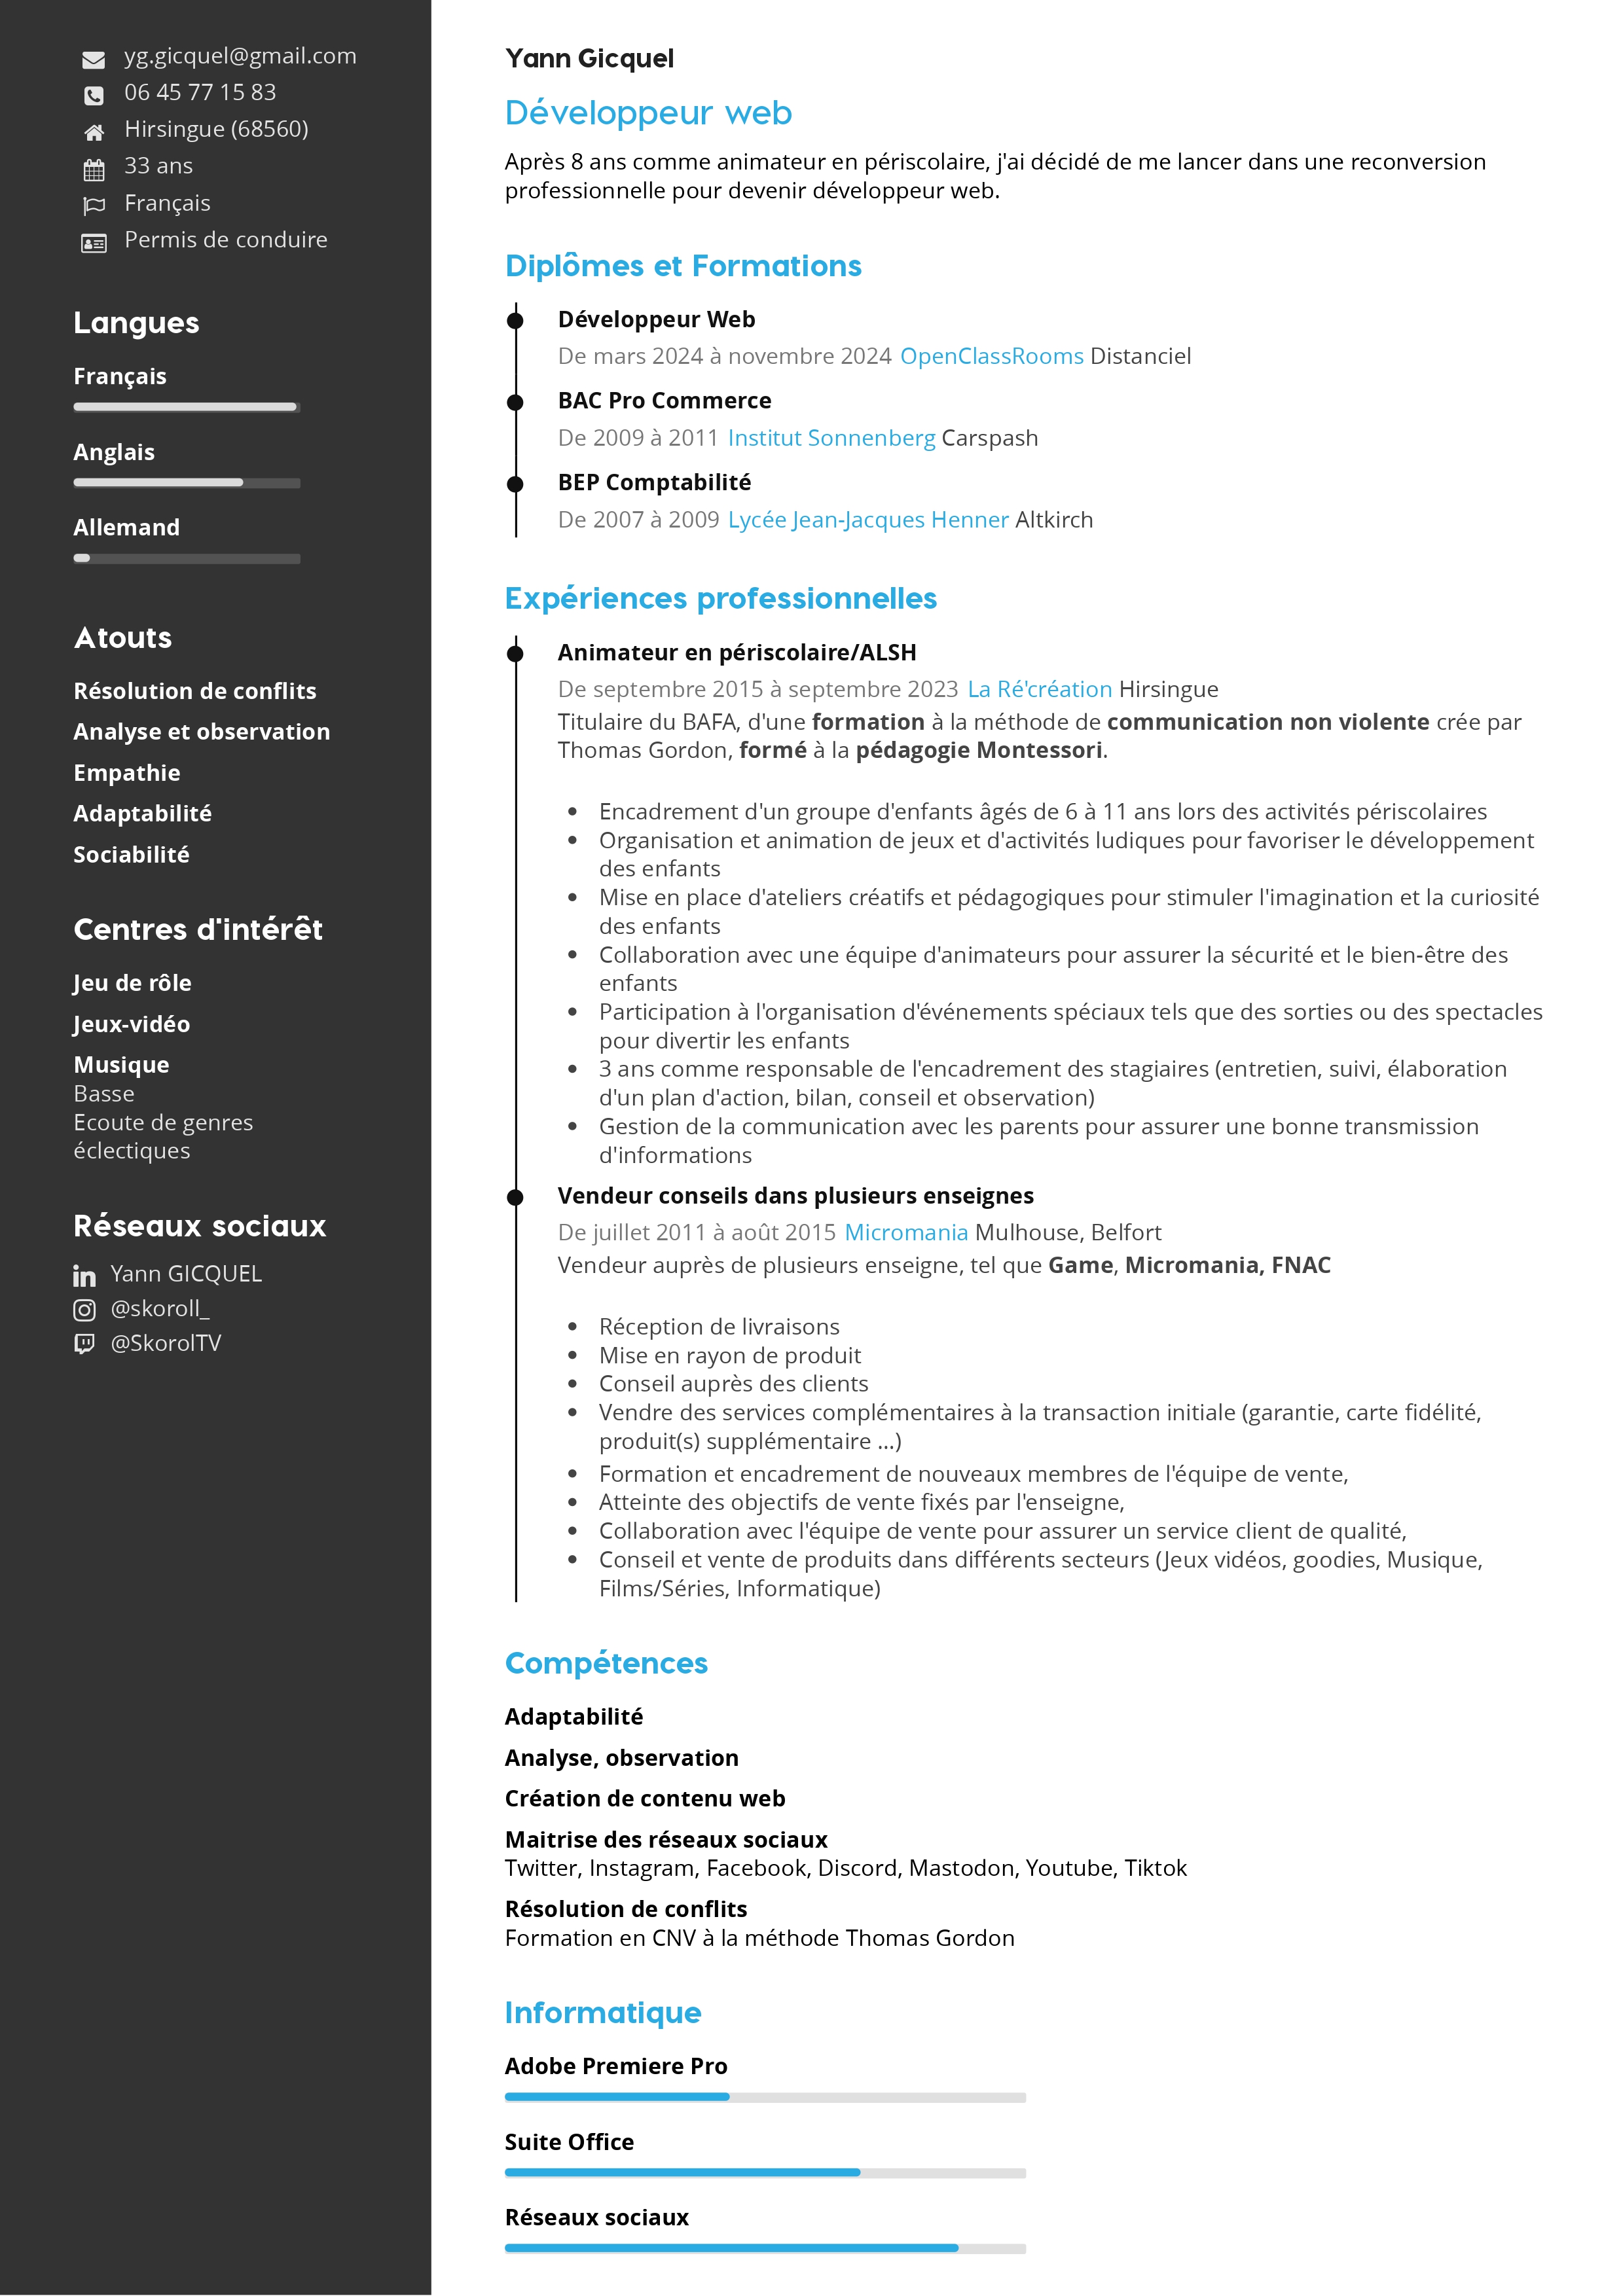 yg.gicquel@gmail.com
06 45 77 15 83
Hirsingue (68560)
33 ans
Français
Permis de conduire
Langues
Français
Anglais
Allemand
Atouts
Résolution de conflits
Analyse et observation
Empathie
Adaptabilité
Sociabilité
Centres d'intérêt
Jeu de rôle
Jeux-vidéo
Musique
Basse
Ecoute de genres
éclectiques
Réseaux sociaux
Yann GICQUEL
@skoroll_
@SkorolTV
Yann Gicquel
Développeur web
Après 8 ans comme animateur en périscolaire, j'ai décidé de me lancer dans une reconversion
professionnelle pour devenir développeur web.
Diplômes et Formations
Développeur Web
De mars 2024 à novembre 2024 OpenClassRooms Distanciel
BAC Pro Commerce
De 2009 à 2011 Institut Sonnenberg Carspash
BEP Comptabilité
De 2007 à 2009 Lycée Jean-Jacques Henner Altkirch
Expériences professionnelles
Animateur en périscolaire/ALSH
De septembre 2015 à septembre 2023 La Ré'création Hirsingue
Titulaire du BAFA, d'une formation à la méthode de communication non violente crée par
Thomas Gordon, formé à la pédagogie Montessori.
• Encadrement d'un groupe d'enfants âgés de 6 à 11 ans lors des activités périscolaires
• Organisation et animation de jeux et d'activités ludiques pour favoriser le développement
des enfants
• Mise en place d'ateliers créatifs et pédagogiques pour stimuler l'imagination et la curiosité
des enfants
• Collaboration avec une équipe d'animateurs pour assurer la sécurité et le bien-être des
enfants
• Participation à l'organisation d'événements spéciaux tels que des sorties ou des spectacles
pour divertir les enfants
• 3 ans comme responsable de l'encadrement des stagiaires (entretien, suivi, élaboration
d'un plan d'action, bilan, conseil et observation)
• Gestion de la communication avec les parents pour assurer une bonne transmission
d'informations
Vendeur conseils dans plusieurs enseignes
De juillet 2011 à août 2015 Micromania Mulhouse, Belfort
Vendeur auprès de plusieurs enseigne, tel que Game, Micromania, FNAC
• Réception de livraisons
• Mise en rayon de produit
• Conseil auprès des clients
• Vendre des services complémentaires à la transaction initiale (garantie, carte fidélité,
produit(s) supplémentaire ...)
• Formation et encadrement de nouveaux membres de l'équipe de vente,
• Atteinte des objectifs de vente fixés par l'enseigne,
• Collaboration avec l'équipe de vente pour assurer un service client de qualité,
• Conseil et vente de produits dans différents secteurs (Jeux vidéos, goodies, Musique,
Films/Séries, Informatique)
Compétences
Adaptabilité
Analyse, observation
Création de contenu web
Maitrise des réseaux sociaux
Twitter, Instagram, Facebook, Discord, Mastodon, Youtube, Tiktok
Résolution de conflits
Formation en CNV à la méthode Thomas Gordon
Informatique
Adobe Premiere Pro
Suite Office
Réseaux sociaux